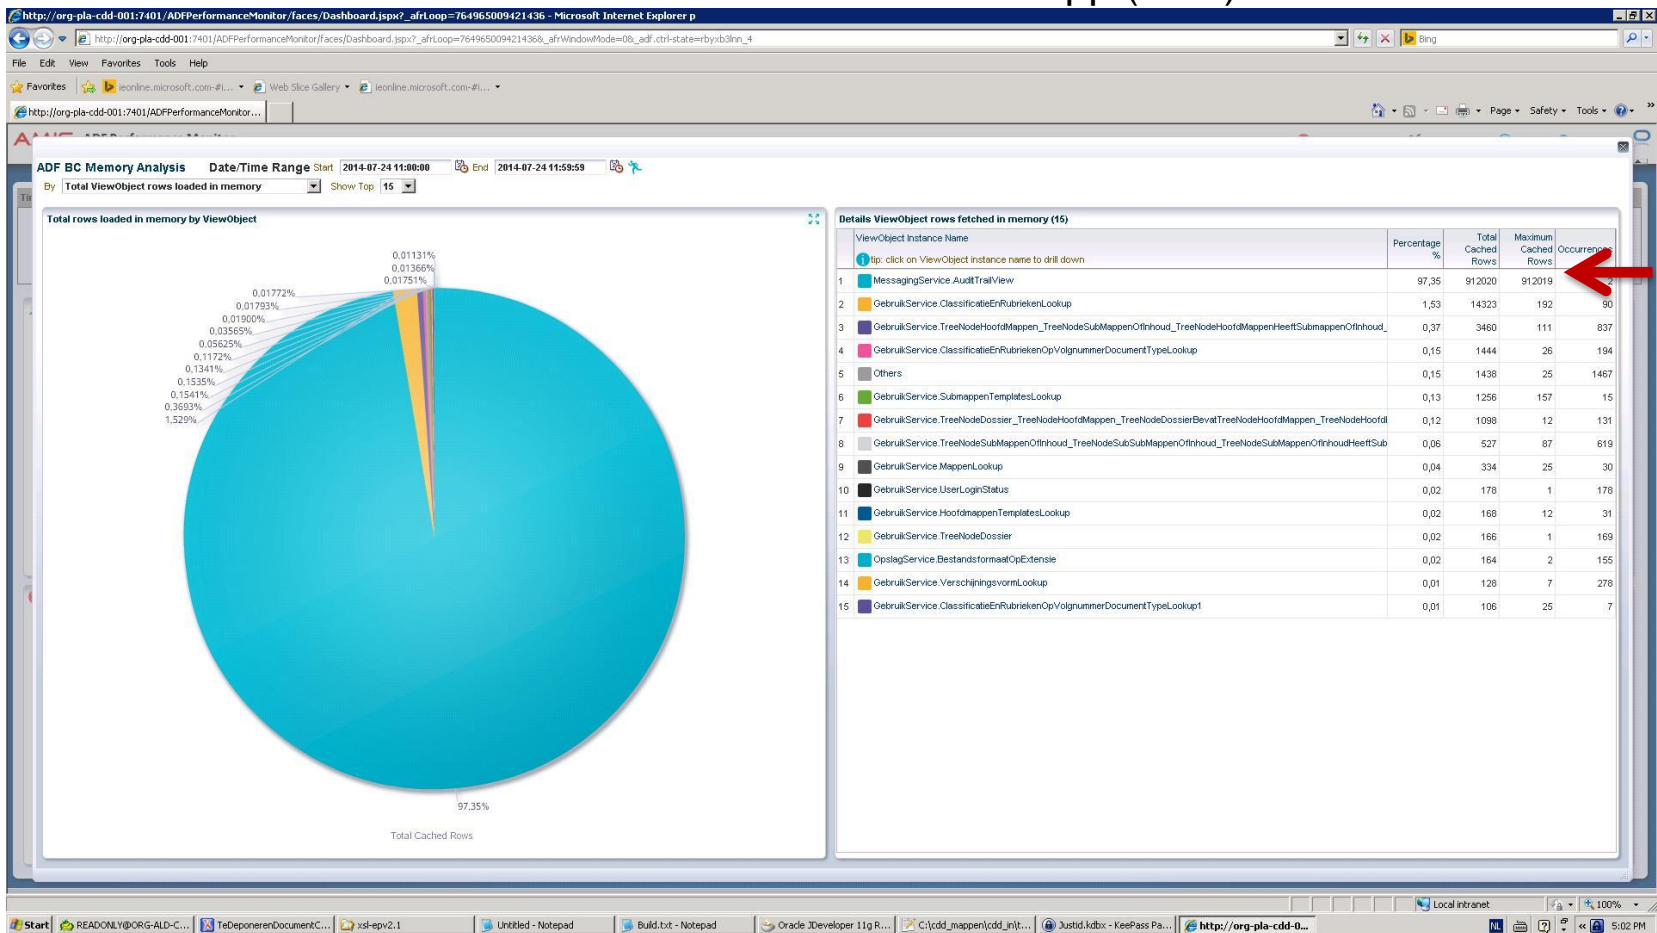 http://org-pla-cdd-001:7401/ADFPerformanceMonitor/faces/Dashboard.jspx?_afrLoop=764965009421436 - Microsoft Internet Explorer p
http://org-pla-cdd-001:7401/ADFPerformanceMonitor/faces/Dashboard.jspx?_afrLoop=764965009421436&_afrWindowMode=0&_adf.ctrl-state=rbyxb3lnn_4
Bing
File Edit View Favorites Tools Help
Favorites ieonline.microsoft.com-#i... Web Slice Gallery ieonline.microsoft.com-#i...
http://org-pla-cdd-001:7401/ADFPerformanceMonitor... Page Safety Tools
ADF BC Memory Analysis Date/Time Range Start 2014-07-24 11:00:00 End 2014-07-24 11:59:59
By Total ViewObject rows loaded in memory Show Top 15
Total rows loaded in memory by ViewObject
0,01131%
0,01366%
0,01751%
0,01772%
0,01793%
0,01900%
0,03565%
0,05625%
0,1172%
0,1341%
0,1535%
0,1541%
0,3693%
1,529%
97,35%
Total Cached Rows
Details ViewObject rows fetched in memory (15)
ViewObject Instance Name Percentage % Total Cached Rows Maximum Cached Rows Occurrences
tip: click on ViewObject instance name to drill down
1 MessagingService.AuditTrailView 97,35 912020 912019 2
2 GebruikService.ClassificatieEnRubriekenLookup 1,53 14323 192 90
3 GebruikService.TreeNodeHoofdMappen_TreeNodeSubMappenOfInhoud_TreeNodeHoofdMappenHeeftSubmappenOfInhoud_ 0,37 3460 111 837
4 GebruikService.ClassificatieEnRubriekenOpVolgnummerDocumentTypeLookup 0,15 1444 26 194
5 Others 0,15 1438 25 1467
6 GebruikService.SubmappenTemplatesLookup 0,13 1256 157 15
7 GebruikService.TreeNodeDossier_TreeNodeHoofdMappen_TreeNodeDossierBevatTreeNodeHoofdMappen_TreeNodeHoofdl 0,12 1098 12 131
8 GebruikService.TreeNodeSubMappenOfInhoud_TreeNodeSubSubMappenOfInhoud_TreeNodeSubMappenOfInhoudHeeftSub 0,06 527 87 619
9 GebruikService.MappenLookup 0,04 334 25 30
10 GebruikService.UserLoginStatus 0,02 178 1 178
11 GebruikService.HoofdmappenTemplatesLookup 0,02 168 12 31
12 GebruikService.TreeNodeDossier 0,02 166 1 169
13 OpslagService.BestandsformaatOpExtensie 0,02 164 2 155
14 GebruikService.VerschijningsvormLookup 0,01 128 7 278
15 GebruikService.ClassificatieEnRubriekenOpVolgnummerDocumentTypeLookup1 0,01 106 25 7
Local intranet 100%
Start READONLY@ORG-ALD-C... TeDeponerenDocumentC... xsl-epv2.1 Untitled - Notepad Build.txt - Notepad Oracle JDeveloper 11g R... C:\cdd_mappen\cdd_in\t... Justid.kdbx - KeePass Pa... http://org-pla-cdd-0... NL 5:02 PM